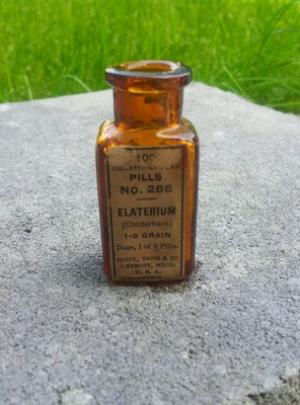 100
PILLS
No. 266
ELATERIUM
(Clutterbuck)
1-8 GRAIN
Dose, 1 or 2 Pills.
PARKE, DAVIS & CO.
DETROIT, MICH.
U. S. A.